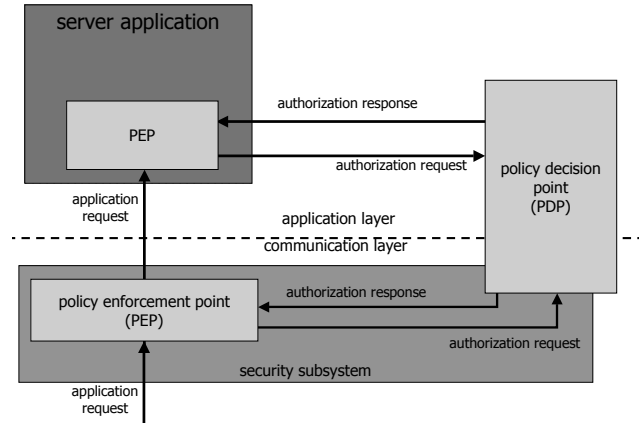 server application
authorization response
PEP
authorization request
policy decision
point
(PDP)
application
request
application layer
communication layer
policy enforcement point
(PEP)
authorization response
authorization request
security subsystem
application
request